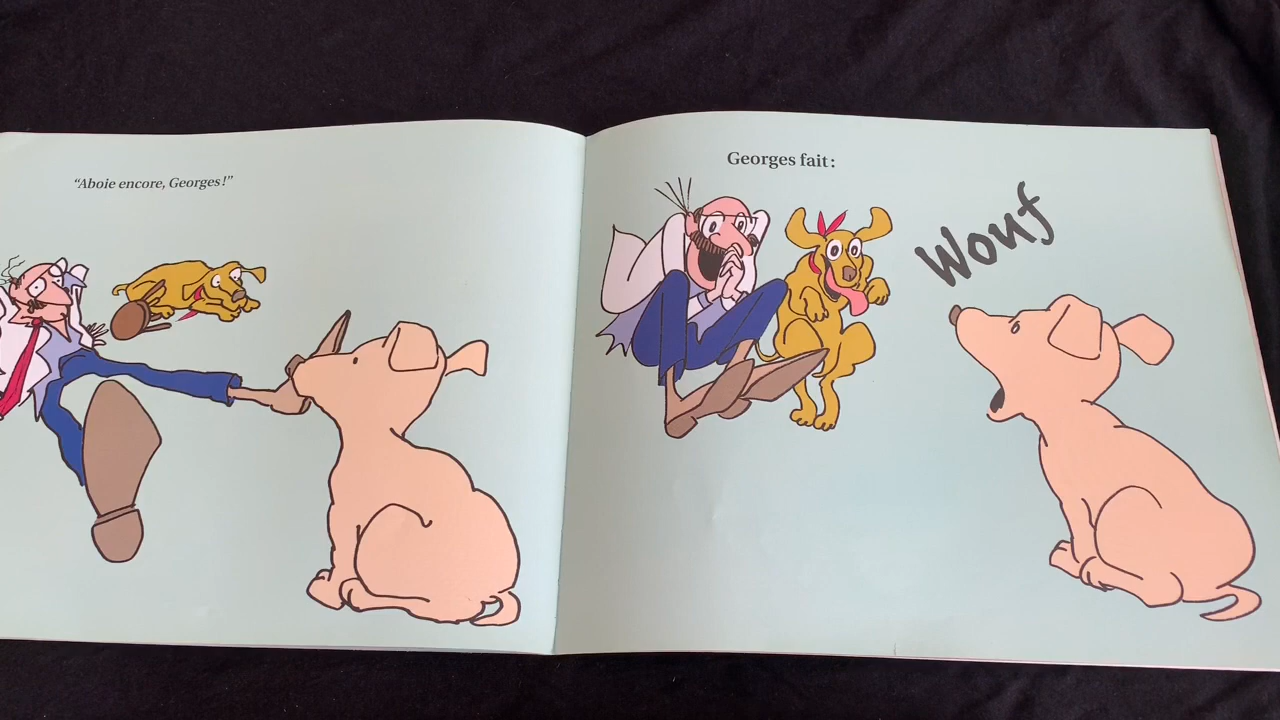 “Aboie encore, Georges !”
Georges fait :
Wouf